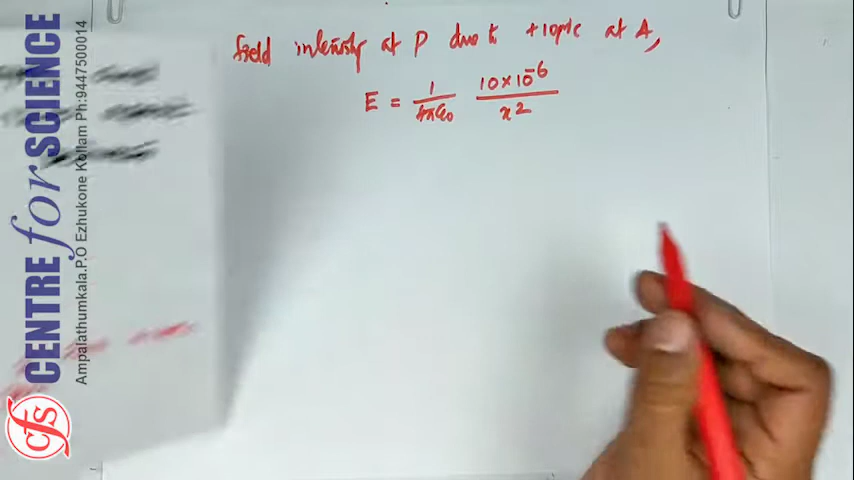 field intensity at P due to +10μc at A,
E = 1/4πε₀ 10×10⁻⁶/x²
CENTRE for SCIENCE
Ampalathumkala.P.O Ezhukone Kollam Ph:9447500014
cfs